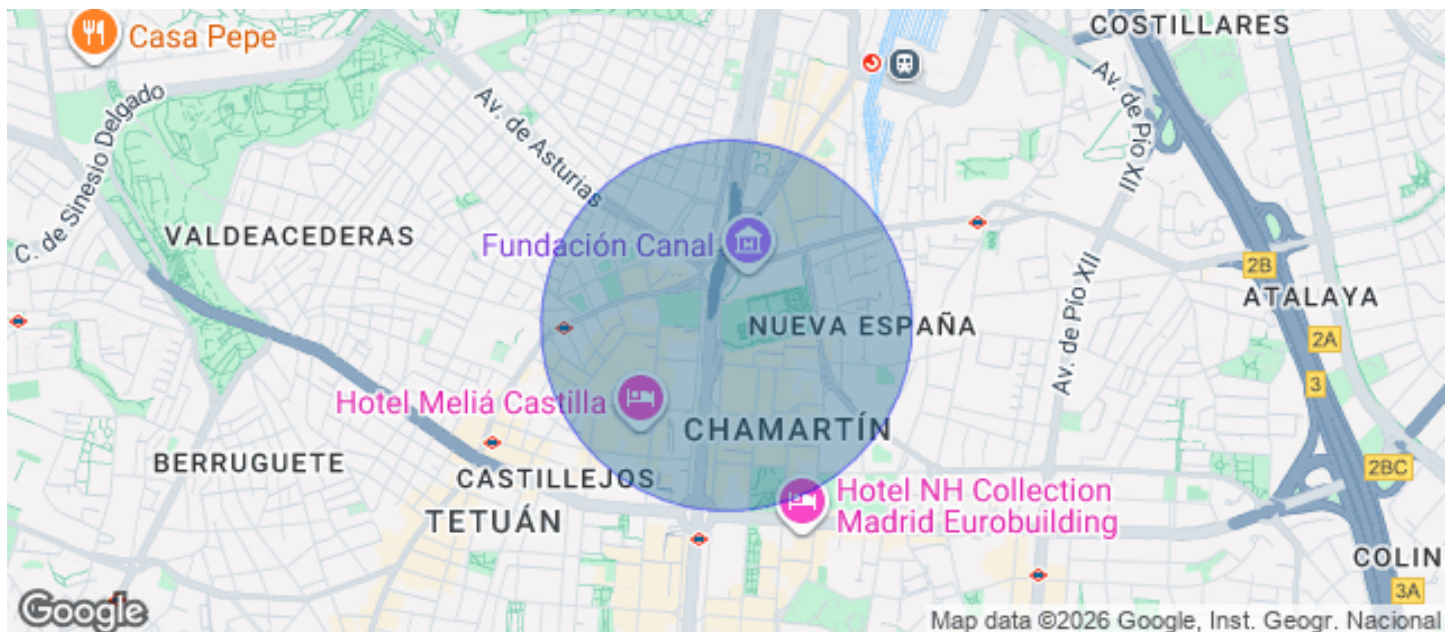 COSTILLARES
Casa Pepe
Av. de Pío XII
C. de Sinesio Delgado
Av. de Asturias
VALDEACEDERAS
Fundación Canal
2B
ATALAYA
NUEVA ESPAÑA
2A
Av. de Pío XII
3
Hotel Meliá Castilla
CHAMARTÍN
BERRUGUETE
CASTILLEJOS
2BC
Hotel NH Collection
Madrid Eurobuilding
TETUÁN
COLIN
3A
Google
Map data ©2026 Google, Inst. Geogr. Nacional